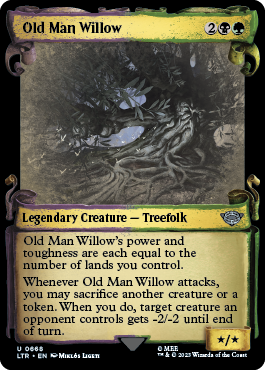 Old Man Willow 2
Legendary Creature — Treefolk
Old Man Willow's power and
toughness are each equal to the
number of lands you control.
Whenever Old Man Willow attacks,
you may sacrifice another creature or a
token. When you do, target creature an
opponent controls gets -2/-2 until end
of turn.
*/*
U 0668
LTR • EN Miklós Ligeti
© MEE
™ & © 2023 Wizards of the Coast